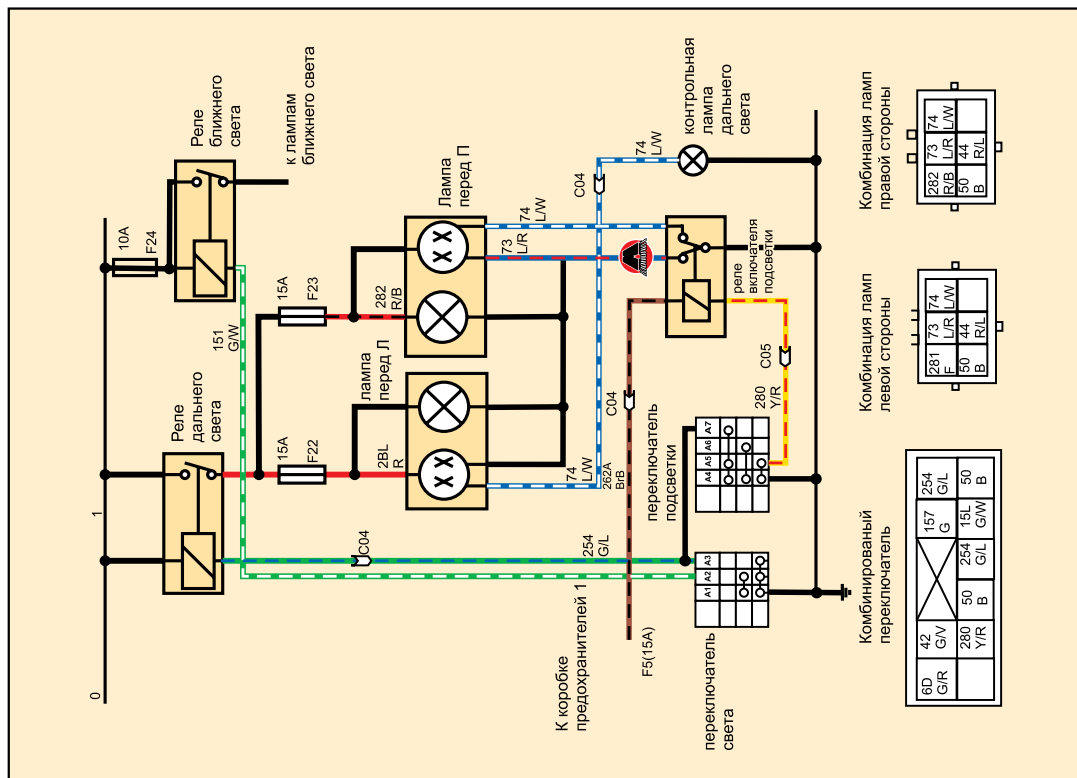 0
1
10A
F24
Реле
ближнего
света
к лампам
ближнего света
Реле
дальнего
света
151
G/W
15A
F23
15A
F22
282
R/B
Лампа
перед П
лампа
перед Л
2BL
R
73
L/R
74
L/W
74
L/W
C04
74
L/W
контрольная
лампа
дальнего
света
реле
включателя
подсветки
C04
262A
BrB
C04
254
G/L
280
Y/R
C05
переключатель
подсветки
A4
A5
A6
A7
К коробке
предохранителей 1
F5(15A)
переключатель
света
A1
A2
A3
Комбинированый
переключатель
6D
G/R
42
G/V
157
G
254
G/L
280
Y/R
50
B
254
G/L
15L
G/W
50
B
Комбинация ламп
левой стороны
281
F
73
L/R
74
L/W
50
B
44
R/L
Комбинация ламп
правой стороны
282
R/B
73
L/R
74
L/W
50
B
44
R/L